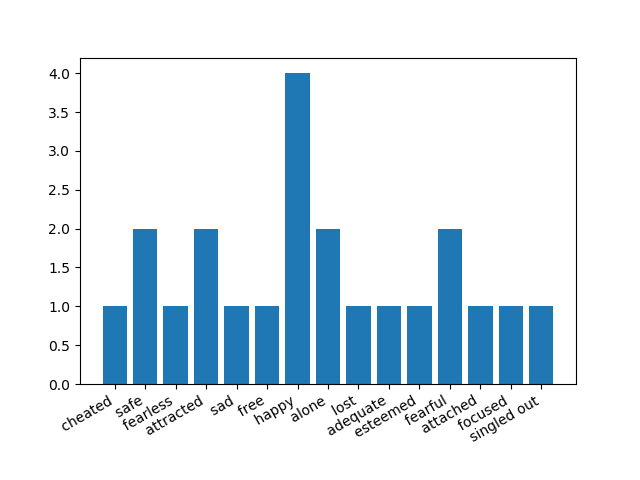 4.0
3.5
3.0
2.5
2.0
1.5
1.0
0.5
0.0
cheated
safe
fearless
attracted
sad
free
happy
alone
lost
adequate
esteemed
fearful
attached
focused
singled out